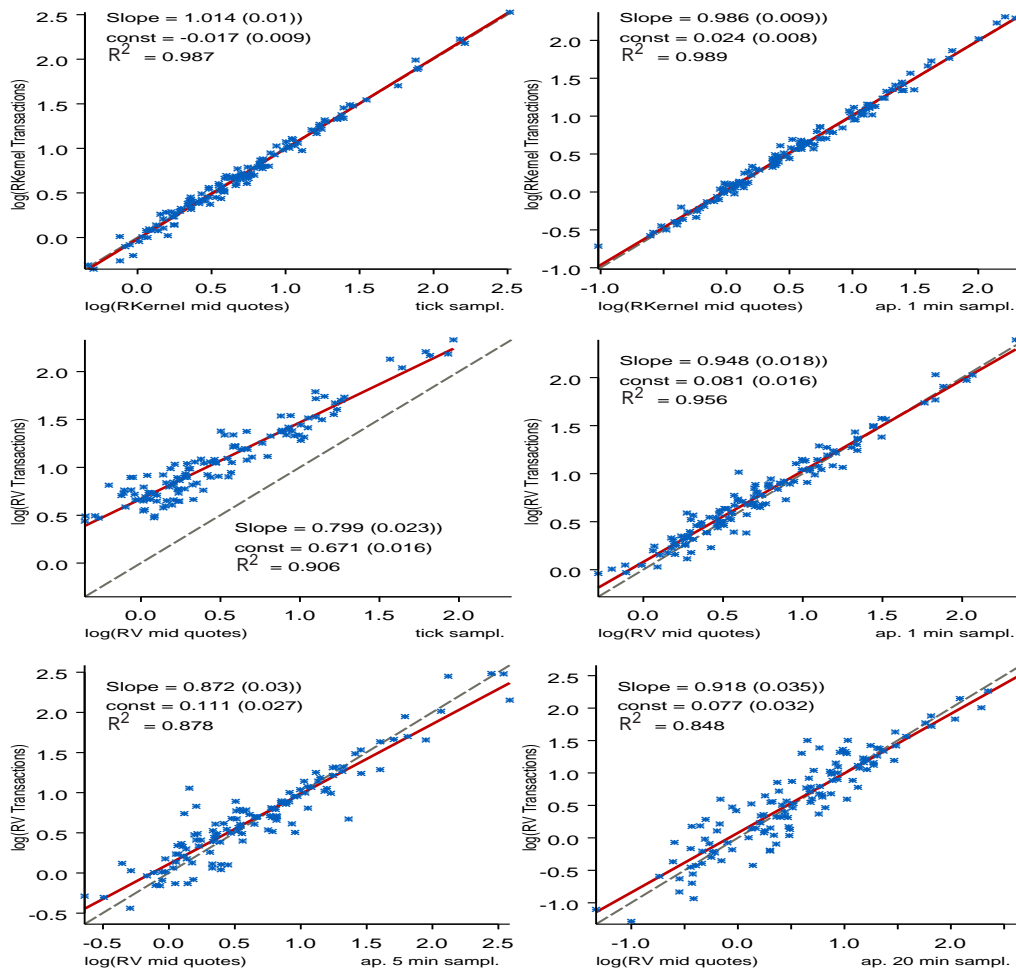 Slope = 1.014 (0.01))
const = -0.017 (0.009)
R² = 0.987
log(RKernel Transactions)
2.5
2.0
1.5
1.0
0.5
0.0
0.0 0.5 1.0 1.5 2.0 2.5
log(RKernel mid quotes) tick sampl.
Slope = 0.986 (0.009))
const = 0.024 (0.008)
R² = 0.989
log(RKernel Transactions)
2.0
1.5
1.0
0.5
0.0
-0.5
-1.0
-1.0 -0.5 0.0 0.5 1.0 1.5 2.0
log(RKernel mid quotes) ap. 1 min sampl.
log(RV Transactions)
2.0
1.5
1.0
0.5
0.0
Slope = 0.799 (0.023))
const = 0.671 (0.016)
R² = 0.906
0.0 0.5 1.0 1.5 2.0
log(RV mid quotes) tick sampl.
Slope = 0.948 (0.018))
const = 0.081 (0.016)
R² = 0.956
log(RV Transactions)
2.0
1.5
1.0
0.5
0.0
0.0 0.5 1.0 1.5 2.0
log(RV mid quotes) ap. 1 min sampl.
Slope = 0.872 (0.03))
const = 0.111 (0.027)
R² = 0.878
log(RV Transactions)
2.5
2.0
1.5
1.0
0.5
0.0
-0.5
-0.5 0.0 0.5 1.0 1.5 2.0 2.5
log(RV mid quotes) ap. 5 min sampl.
Slope = 0.918 (0.035))
const = 0.077 (0.032)
R² = 0.848
log(RV Transactions)
2.5
2.0
1.5
1.0
0.5
0.0
-0.5
-1.0
-1.0 0.0 1.0 2.0
log(RV mid quotes) ap. 20 min sampl.